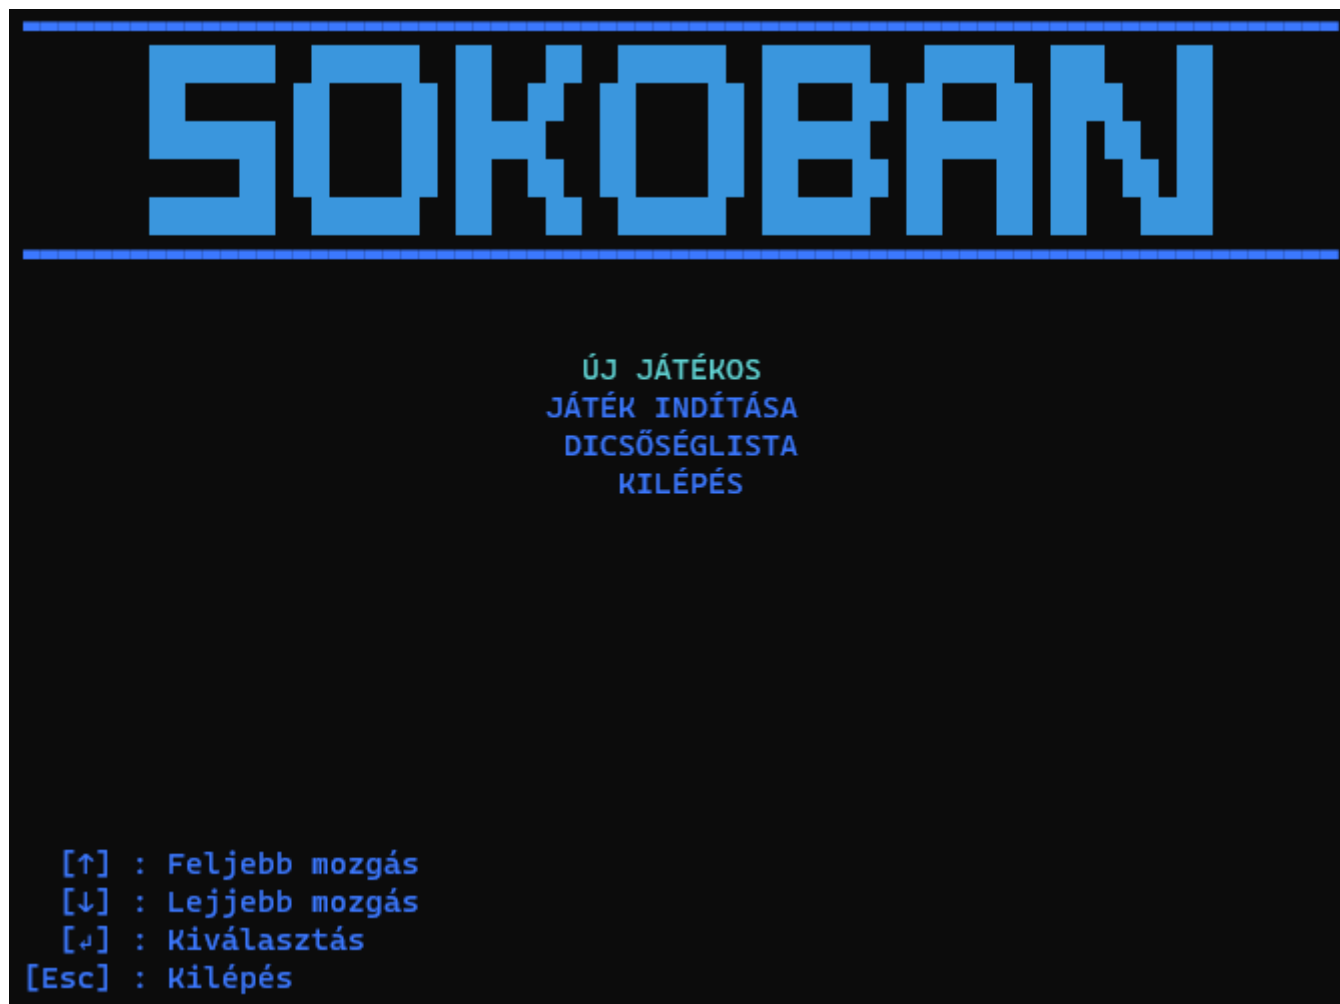 SOKOBAN
ÚJ JÁTÉKOS
JÁTÉK INDÍTÁSA
DICSŐSÉGLISTA
KILÉPÉS
[↑] : Feljebb mozgás
[↓] : Lejjebb mozgás
[↲] : Kiválasztás
[Esc] : Kilépés